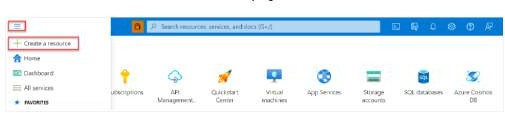 Search resources, services, and docs (G+/)
+ Create a resource
Home
Dashboard
All services
FAVORITES
ubscriptions
API Management...
Quickstart Center
Virtual machines
App Services
Storage accounts
SQL databases
Azure Cosmos DB